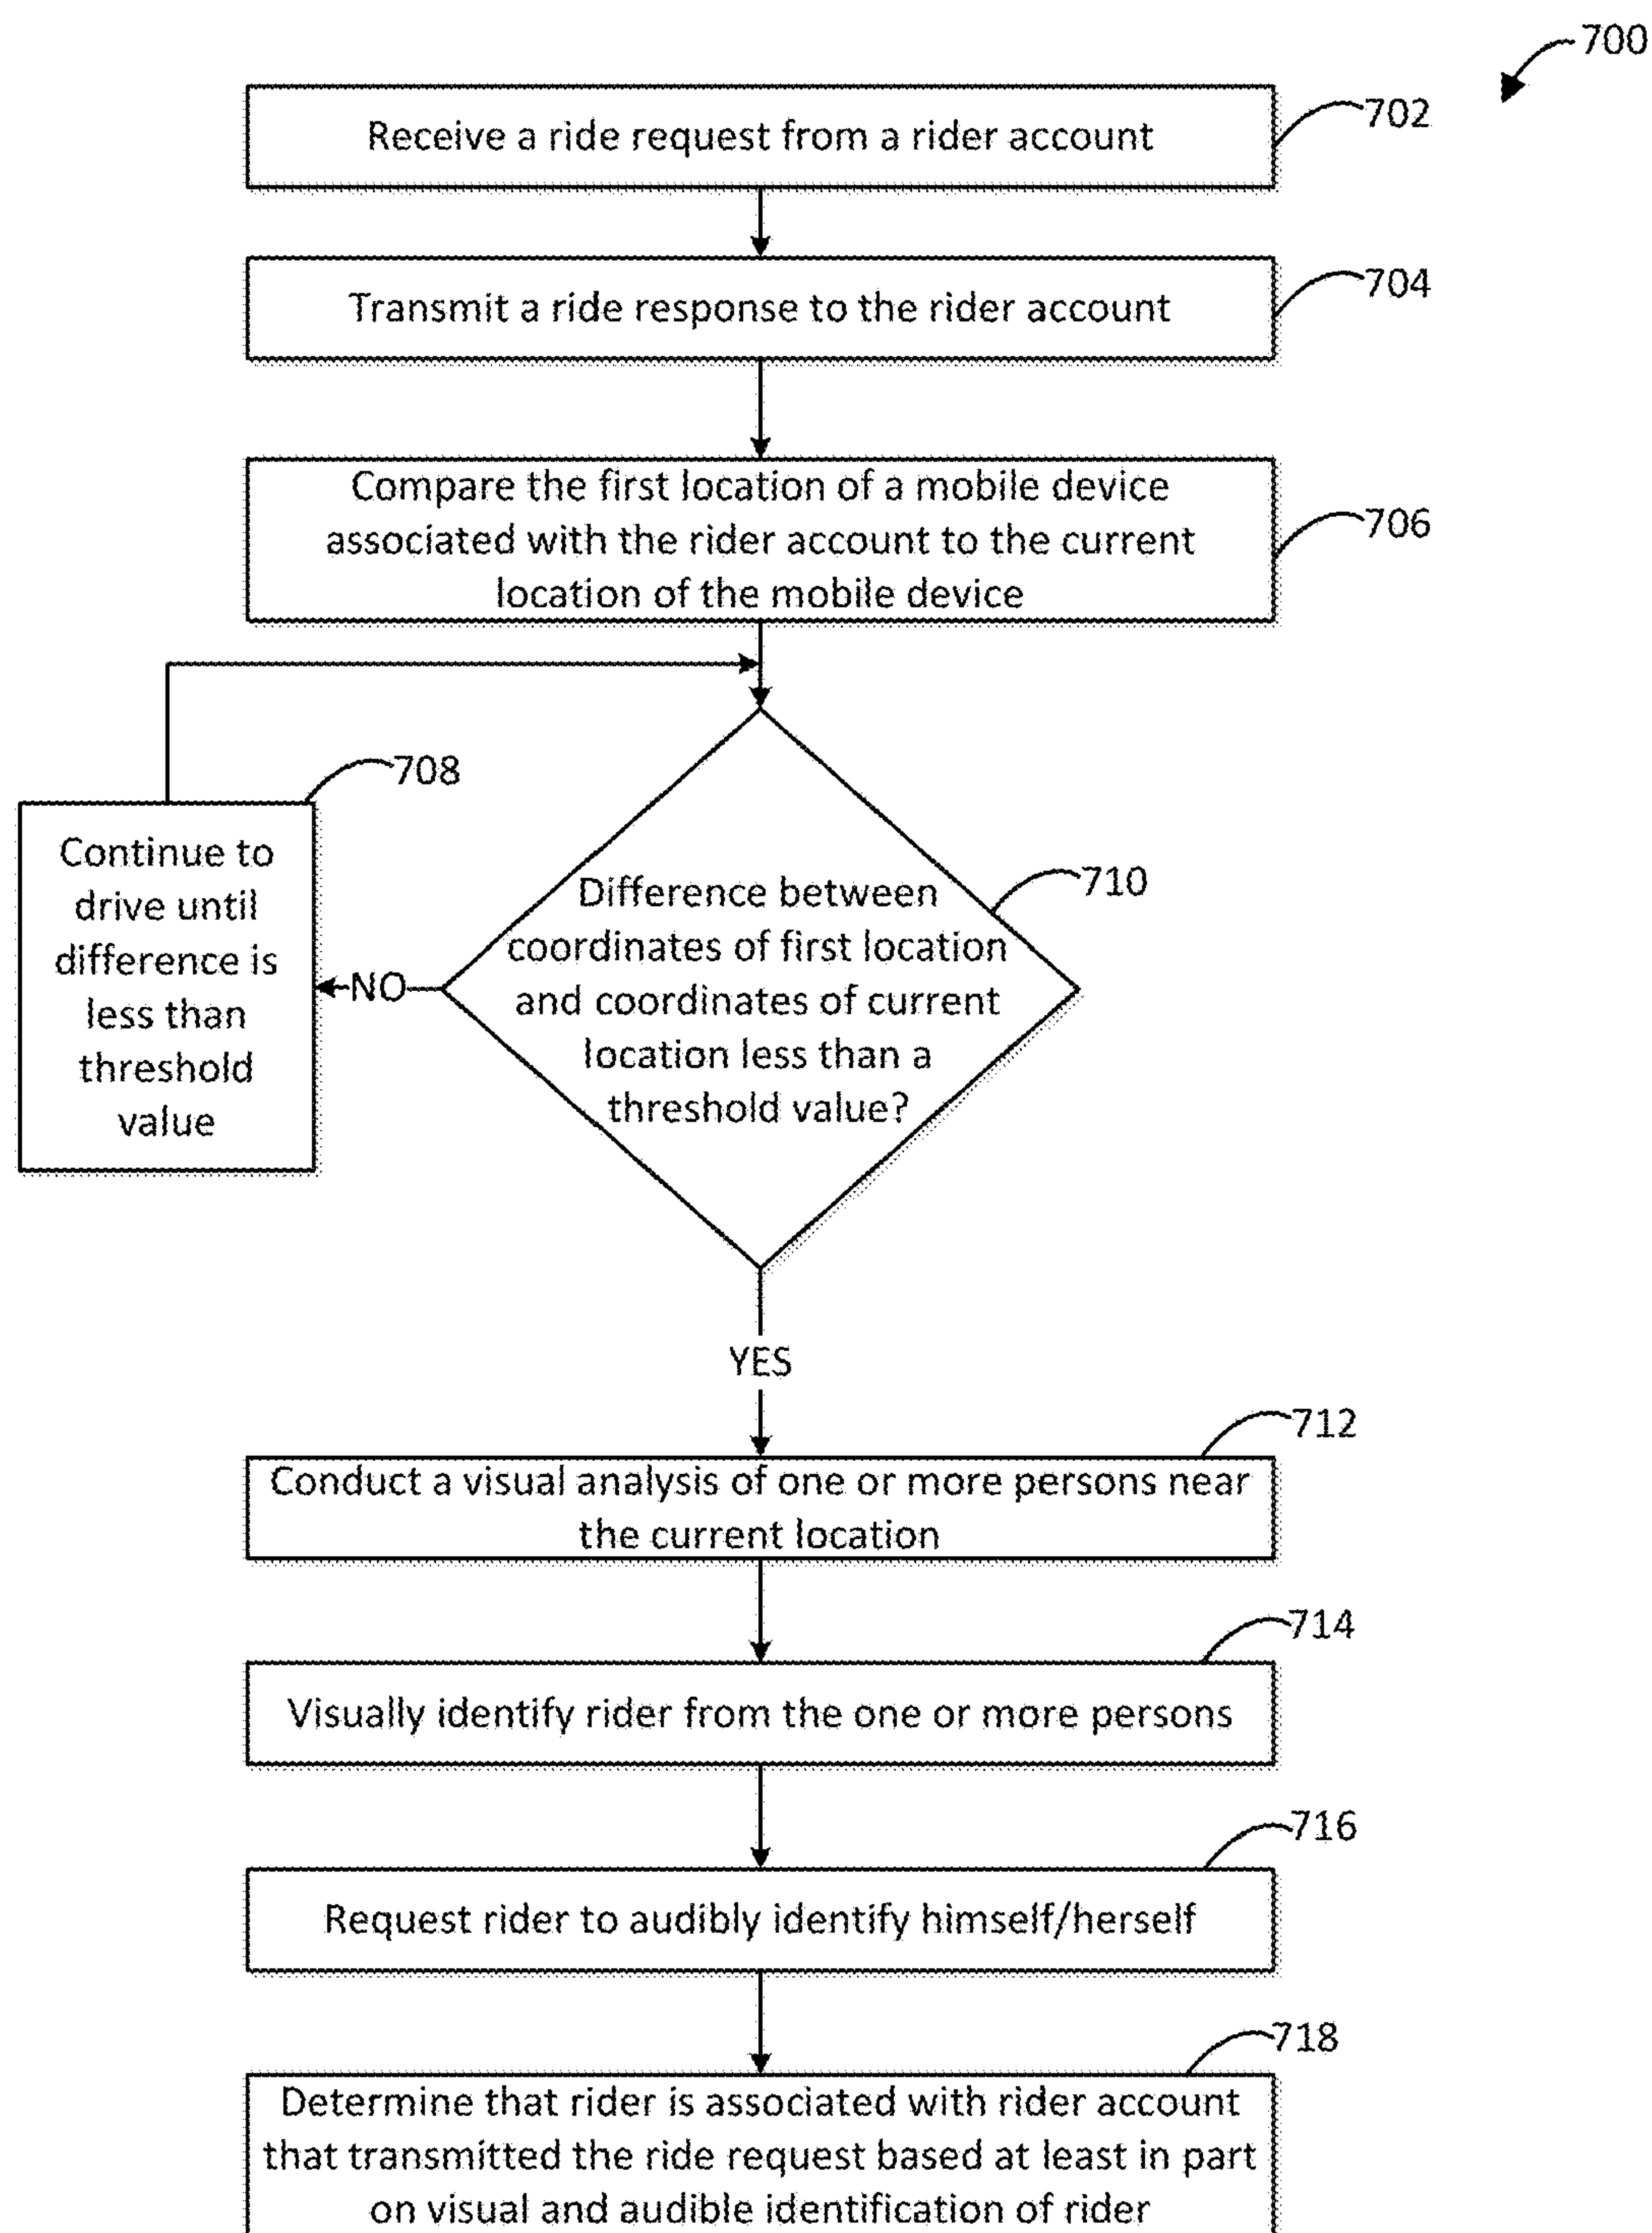 700
Receive a ride request from a rider account
702
Transmit a ride response to the rider account
704
Compare the first location of a mobile device
associated with the rider account to the current
location of the mobile device
706
708
Continue to
drive until
difference is
less than
threshold
value
NO
710
Difference between
coordinates of first location
and coordinates of current
location less than a
threshold value?
YES
712
Conduct a visual analysis of one or more persons near
the current location
714
Visually identify rider from the one or more persons
716
Request rider to audibly identify himself/herself
718
Determine that rider is associated with rider account
that transmitted the ride request based at least in part
on visual and audible identification of rider